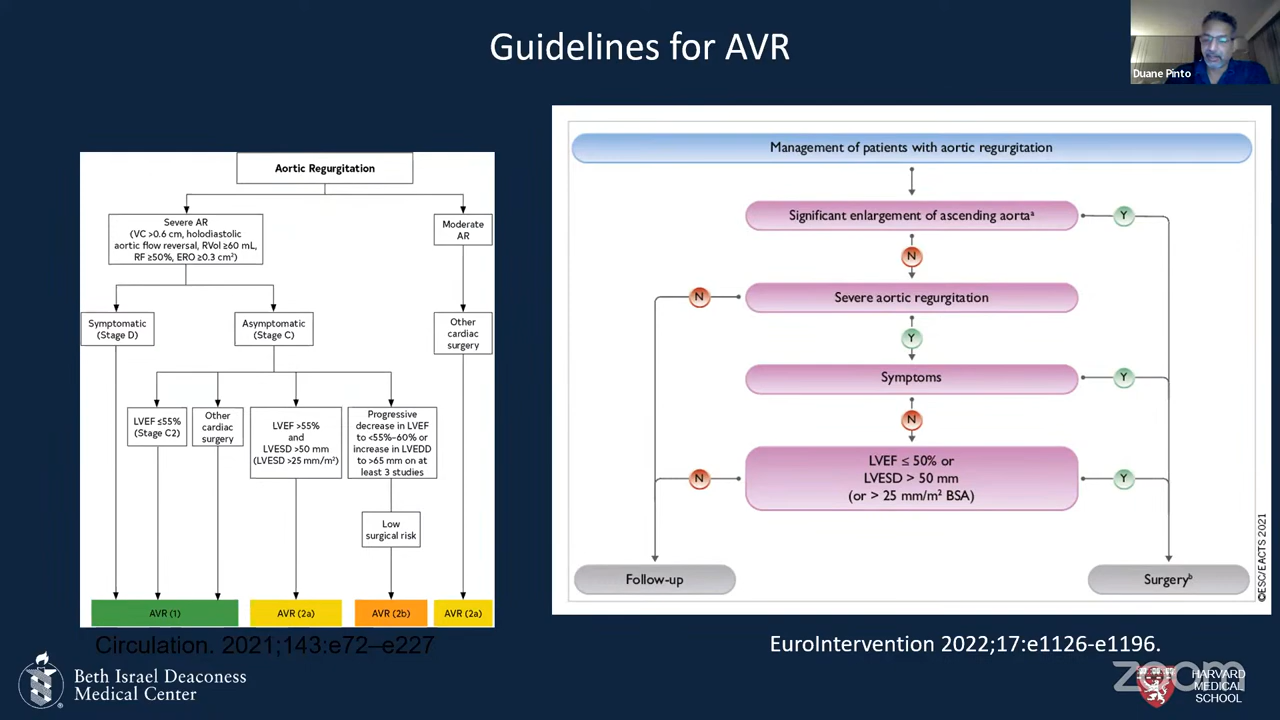 Guidelines for AVR
Duane Pinto
Aortic Regurgitation
Severe AR
(VC >0.6 cm, holodiastolic
aortic flow reversal, RVol ≥60 mL,
RF ≥50%, ERO ≥0.3 cm²)
Moderate
AR
Symptomatic
(Stage D)
Asymptomatic
(Stage C)
Other
cardiac
surgery
LVEF ≤55%
(Stage C2)
Other
cardiac
surgery
LVEF >55%
and
LVESD >50 mm
(LVESD >25 mm/m²)
Progressive
decrease in LVEF
to <55%–60% or
increase in LVEDD
to >65 mm on at
least 3 studies
Low
surgical risk
AVR (1)
AVR (2a)
AVR (2b)
AVR (2a)
Circulation. 2021;143:e72–e227
Management of patients with aortic regurgitation
Significant enlargement of ascending aortaᵃ
Y
N
N
Severe aortic regurgitation
Y
Symptoms
Y
N
N
LVEF ≤ 50% or
LVESD > 50 mm
(or > 25 mm/m² BSA)
Y
Follow-up
Surgeryᵇ
©ESC/EACTS 2021
EuroIntervention 2022;17:e1126-e1196.
Beth Israel Deaconess
Medical Center
zoom
HARVARD
MEDICAL
SCHOOL